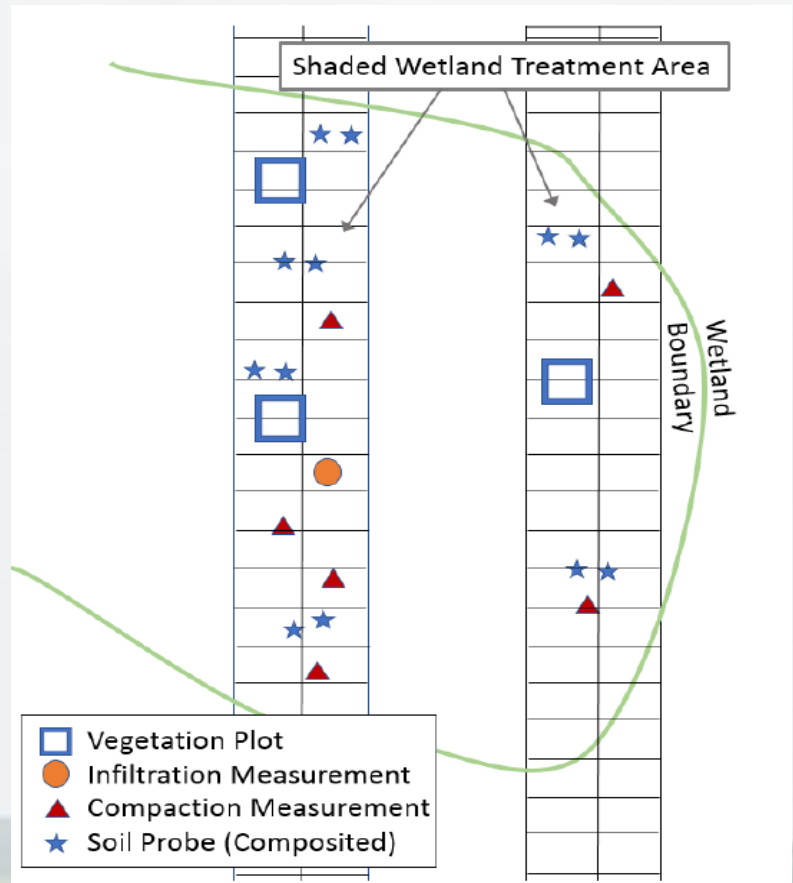 Shaded Wetland Treatment Area
Wetland
Boundary
Vegetation Plot
Infiltration Measurement
Compaction Measurement
Soil Probe (Composited)